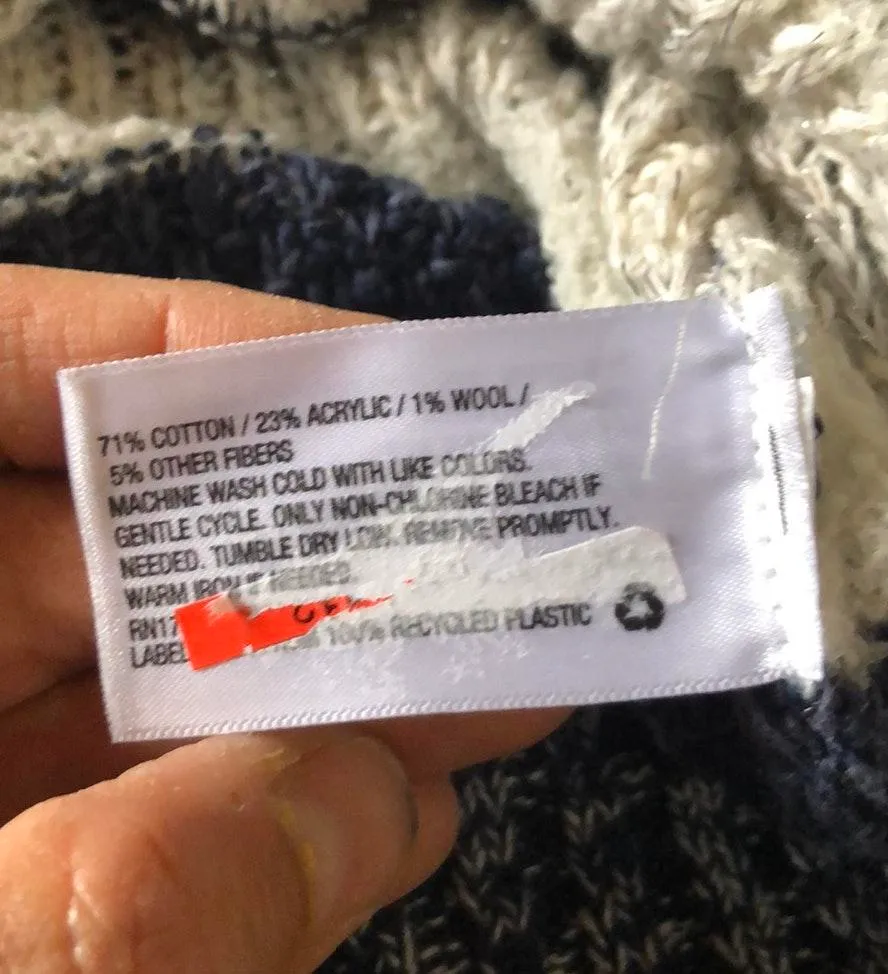 71% COTTON / 23% ACRYLIC / 1% WOOL /
5% OTHER FIBERS
MACHINE WASH COLD WITH LIKE COLORS.
GENTLE CYCLE. ONLY NON-CHLORINE BLEACH IF
NEEDED. TUMBLE DRY LOW. REMOVE PROMPTLY.
WARM IRON IF NEEDED.
RN17
LABEL 100% RECYCLED PLASTIC